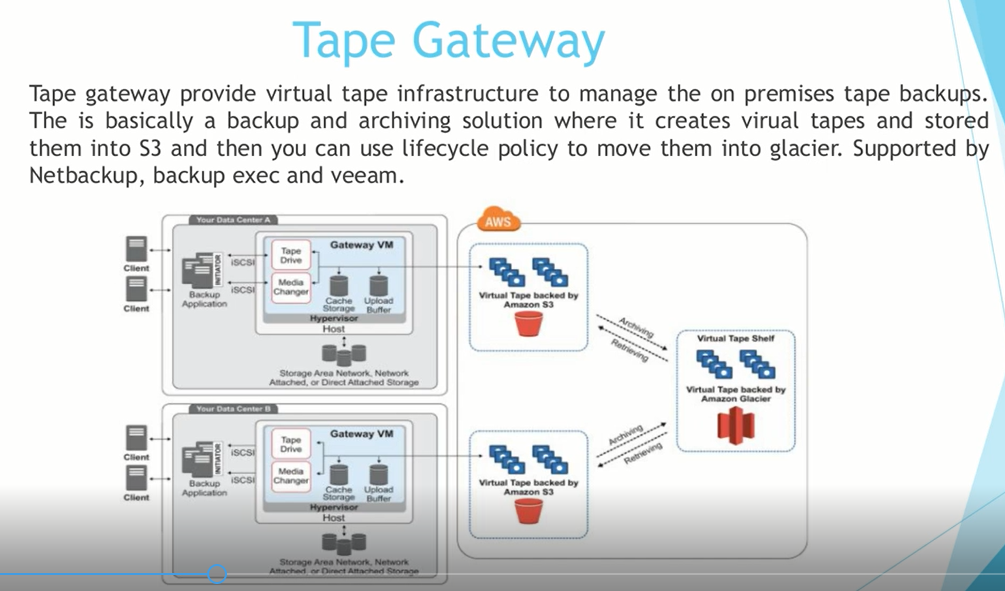 Tape Gateway
Tape gateway provide virtual tape infrastructure to manage the on premises tape backups.
The is basically a backup and archiving solution where it creates virual tapes and stored
them into S3 and then you can use lifecycle policy to move them into glacier. Supported by
Netbackup, backup exec and veeam.
Your Data Center A
Client
Client
Backup
Application
INITIATOR
iSCSI
iSCSI
Tape
Drive
Media
Changer
Gateway VM
Cache
Storage
Upload
Buffer
Hypervisor
Host
Storage Area Network, Network
Attached, or Direct Attached Storage
Your Data Center B
Client
Client
Backup
Application
INITIATOR
iSCSI
iSCSI
Tape
Drive
Media
Changer
Gateway VM
Cache
Storage
Upload
Buffer
Hypervisor
Host
Storage Area Network, Network
Attached, or Direct Attached Storage
AWS
Virtual Tape backed by
Amazon S3
Archiving
Retrieving
Virtual Tape Shelf
Virtual Tape backed by
Amazon Glacier
Virtual Tape backed by
Amazon S3
Archiving
Retrieving